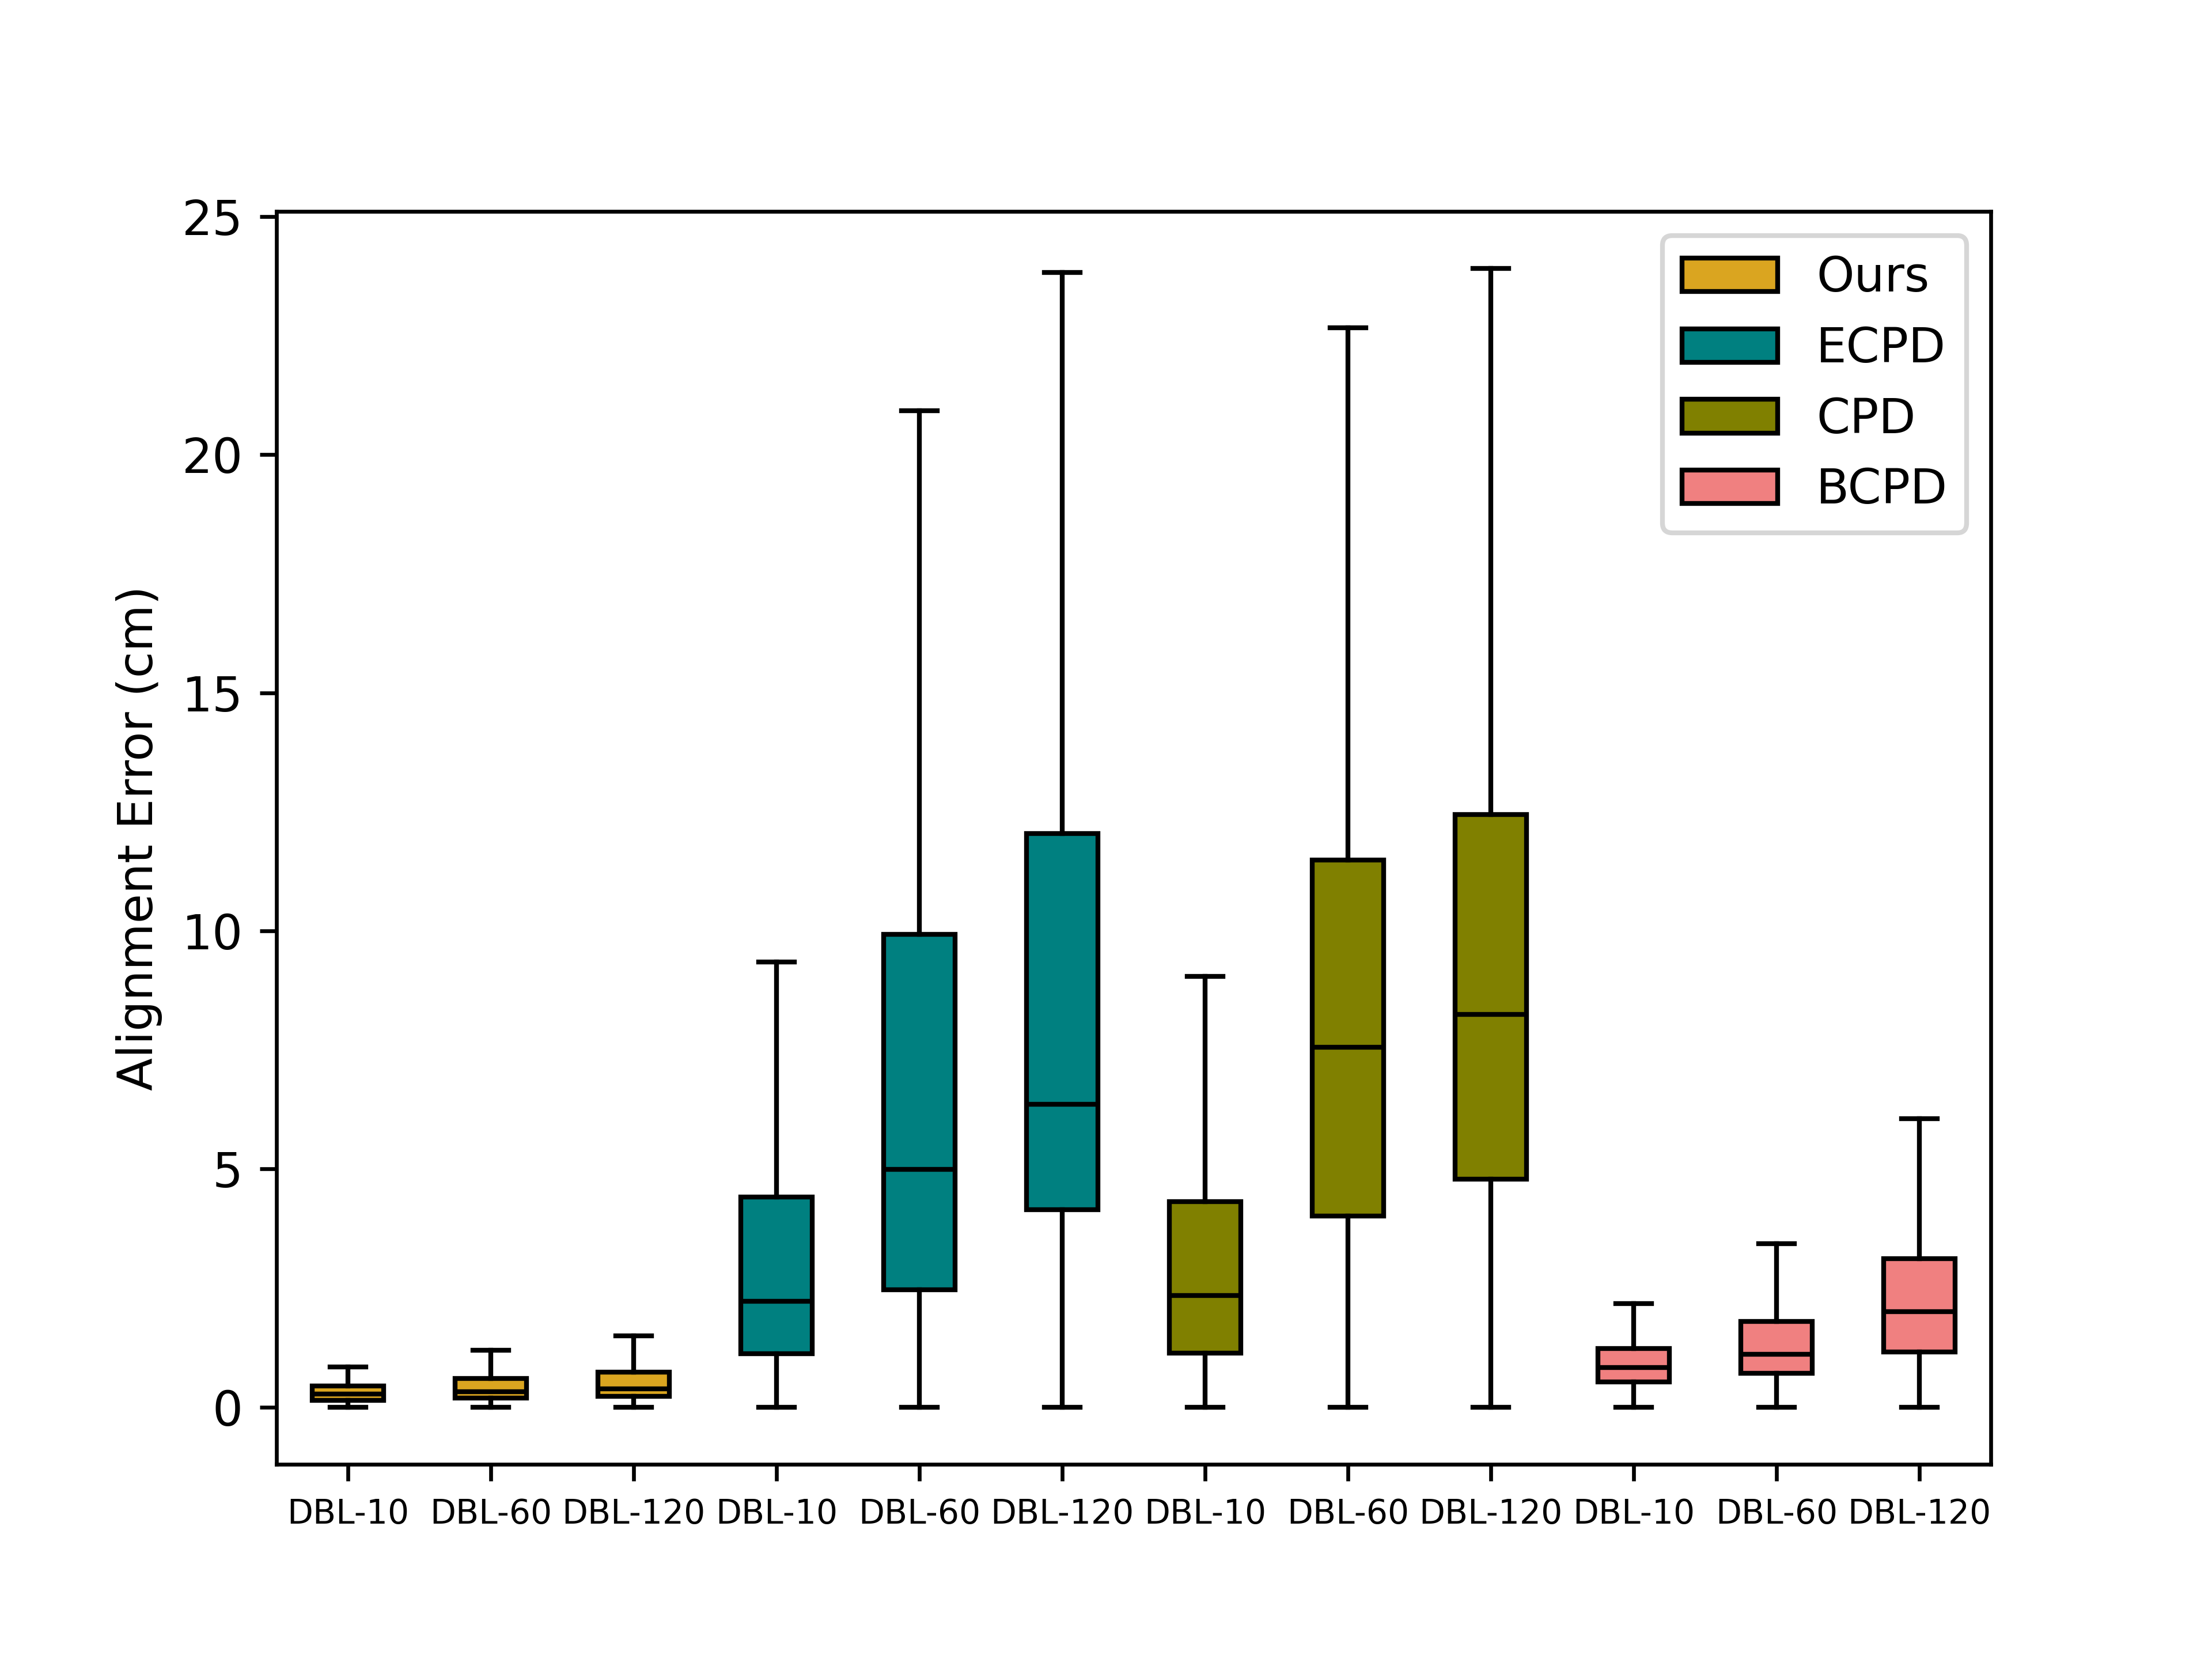 Alignment Error (cm)
25
20
15
10
5
0
DBL-10 DBL-60 DBL-120 DBL-10 DBL-60 DBL-120 DBL-10 DBL-60 DBL-120 DBL-10 DBL-60 DBL-120
Ours
ECPD
CPD
BCPD